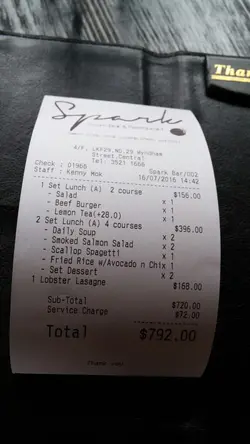 Than
Spark
A/F, LKF29,NO.29 Wyndham
Street Central
Tel: 3521 1668
Check : 01966 Spark Bar/002
Staff : Kenny Mok 16/07/2016 14:42
1 Set Lunch (A) 2 course $156.00
- Salad x 1
- Beef Burger x 1
- Lemon Tea(+28.0) x 1
2 Set Lunch (A) 4 courses $396.00
- Daily Soup x 2
- Smoked Salmon Salad x 2
- Scallop Spagetti x 1
- Fried Rice w/Avocado n Chix 1
- Set Dessert x 2
1 Lobster Lasagne $168.00
Sub-Total $720.00
Service Charge $72.00
Total $792.00